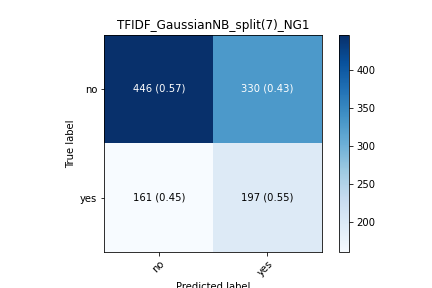 TFIDF_GaussianNB_split(7)_NG1
no 446 (0.57) 330 (0.43)
yes 161 (0.45) 197 (0.55)
True label
no yes
Predicted label
400
350
300
250
200